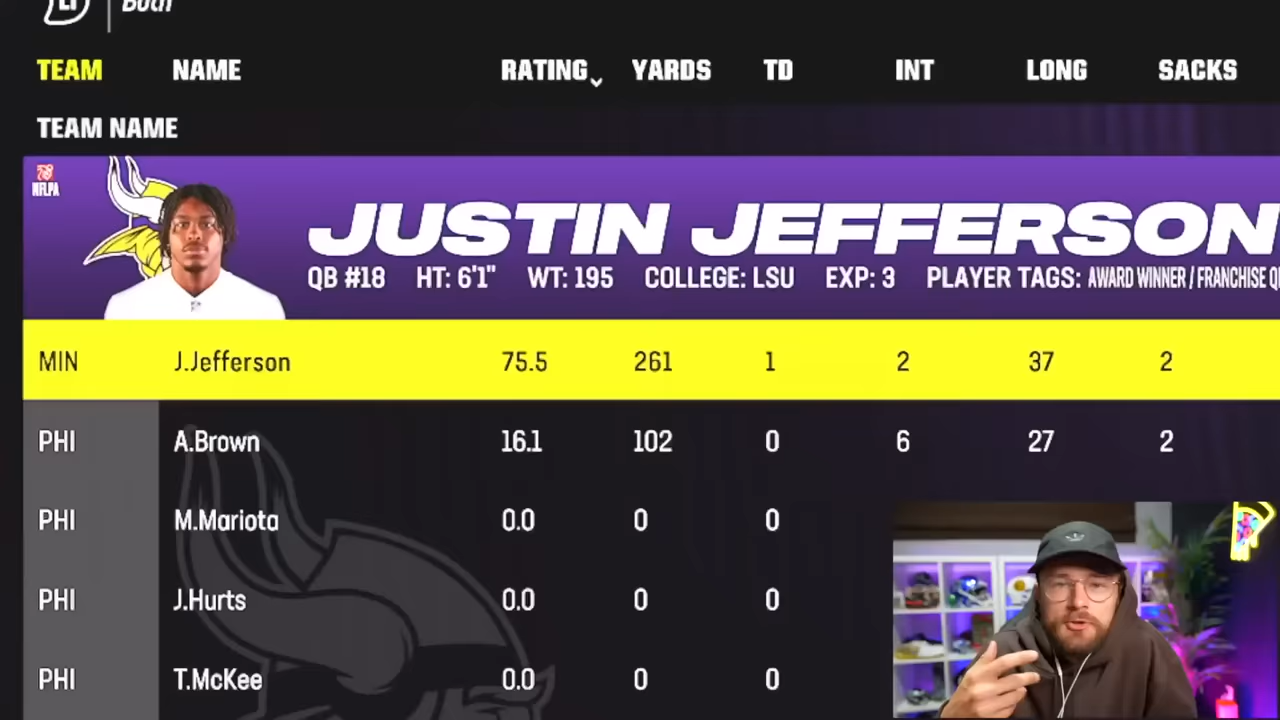 Both
TEAM NAME RATING YARDS TD INT LONG SACKS
TEAM NAME
NFLPA
JUSTIN JEFFERSON
QB #18 HT: 6'1" WT: 195 COLLEGE: LSU EXP: 3 PLAYER TAGS: AWARD WINNER / FRANCHISE
MIN J.Jefferson 75.5 261 1 2 37 2
PHI A.Brown 16.1 102 0 6 27 2
PHI M.Mariota 0.0 0 0
PHI J.Hurts 0.0 0 0
PHI T.McKee 0.0 0 0